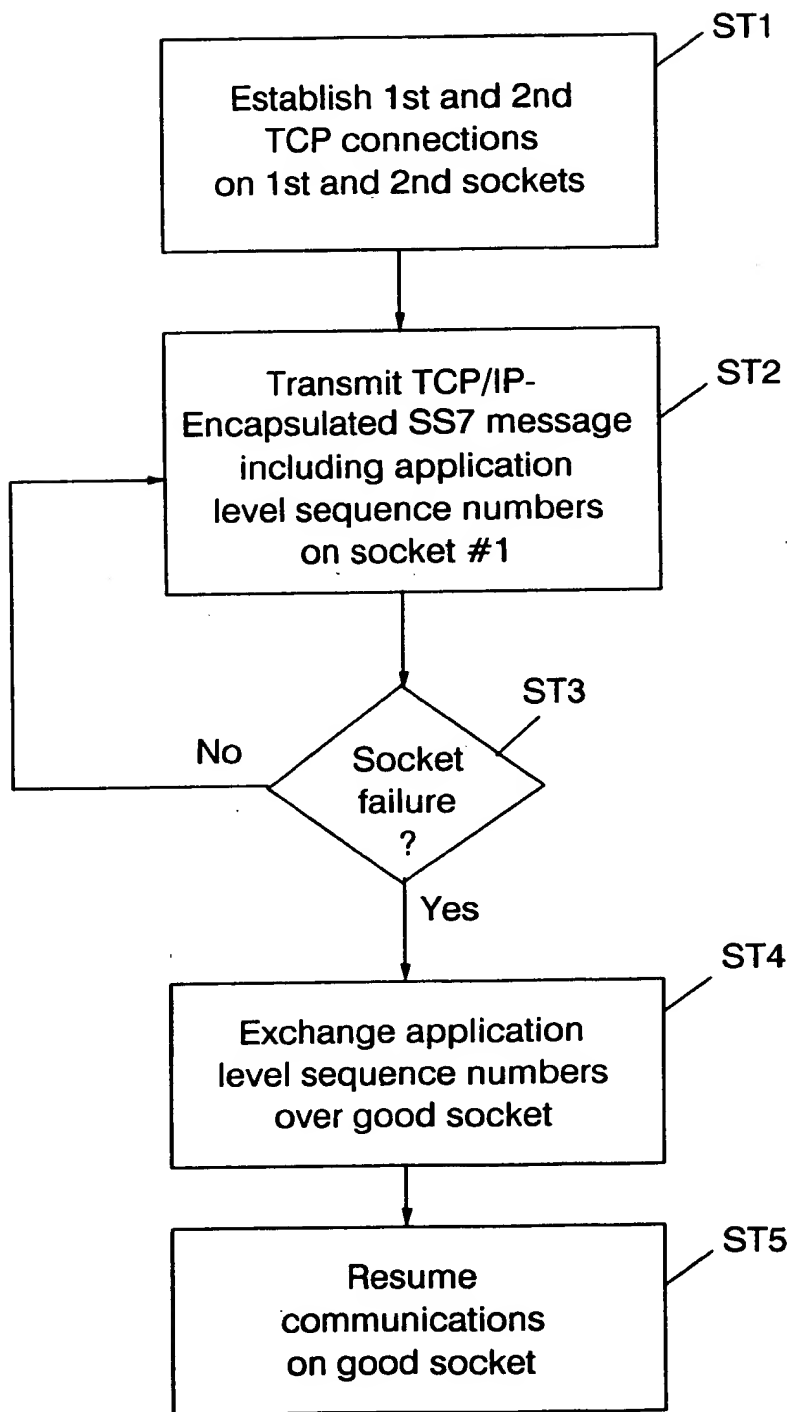 ST1
Establish 1st and 2nd
TCP connections
on 1st and 2nd sockets
ST2
Transmit TCP/IP-
Encapsulated SS7 message
including application
level sequence numbers
on socket #1
ST3
No
Socket
failure
?
Yes
ST4
Exchange application
level sequence numbers
over good socket
ST5
Resume
communications
on good socket